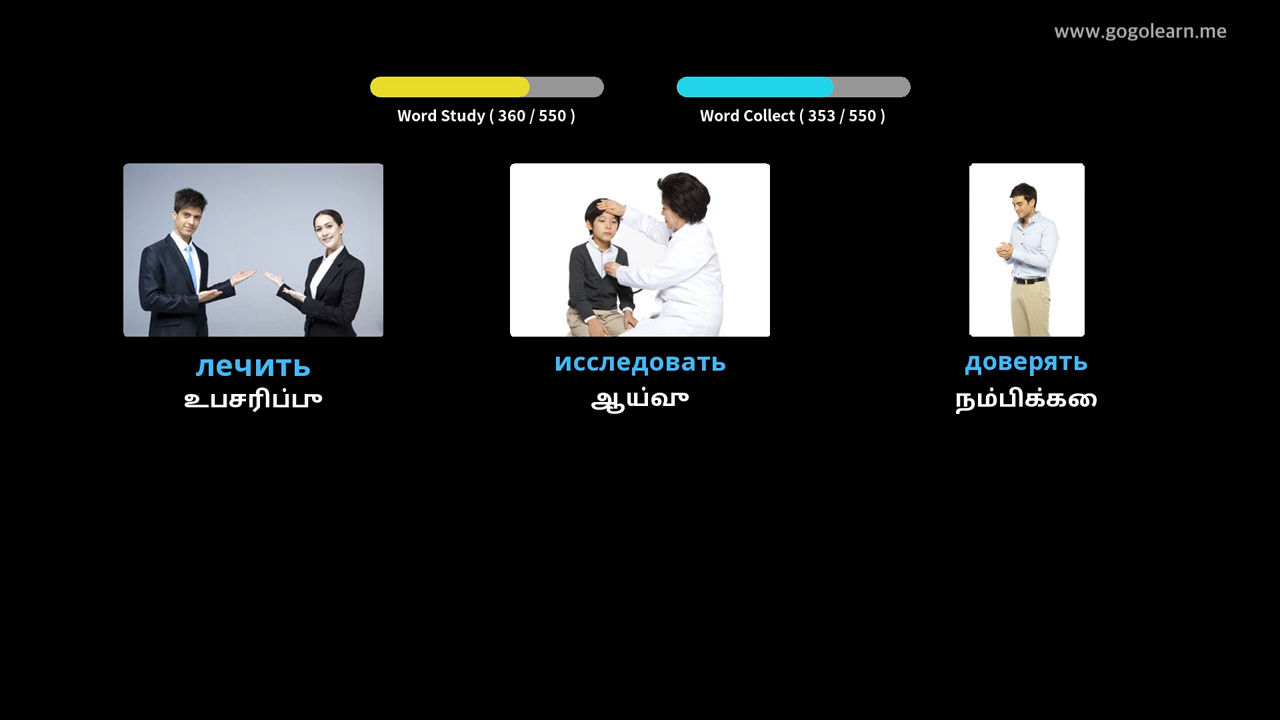 www.gogolearn.me
Word Study ( 360 / 550 )
Word Collect ( 353 / 550 )
лечить
исследовать
доверять
உபசரிப்பு
ஆய்வு
நம்பிக்கை